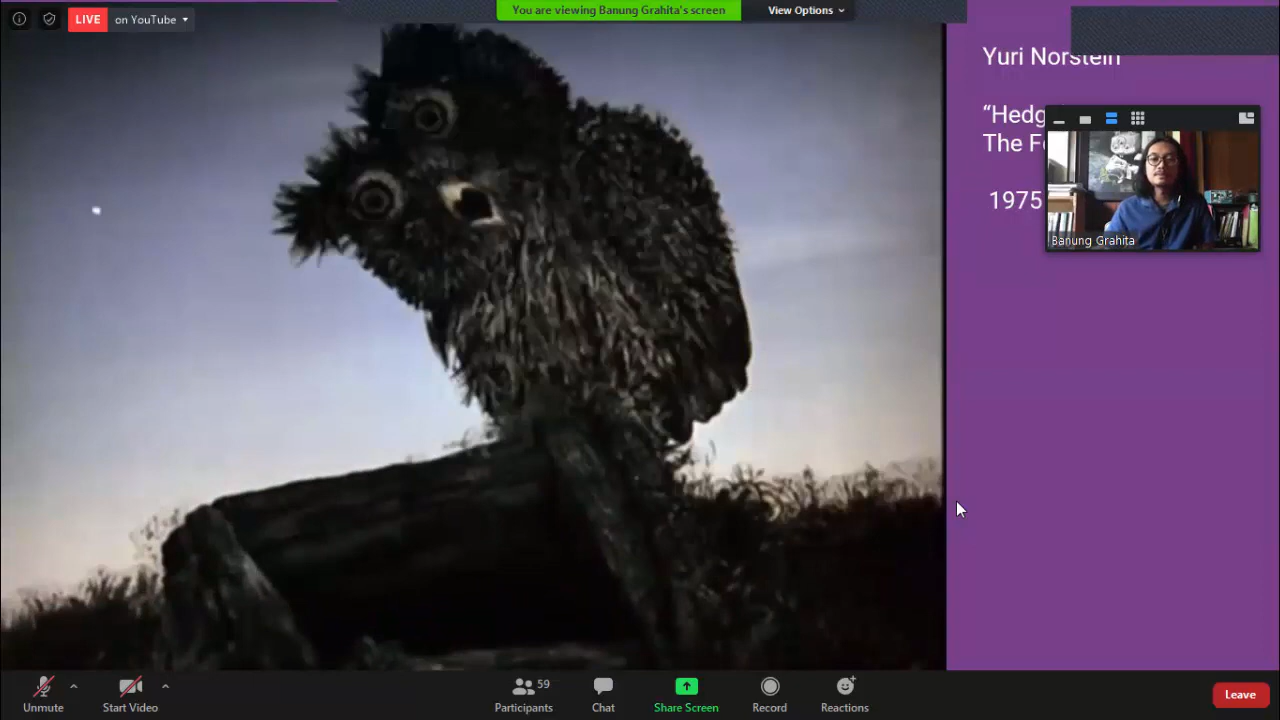 LIVE on YouTube
You are viewing Banung Grahita's screen
View Options
Yuri Norstein
“Hedg
The F
1975
Banung Grahita
Unmute
Start Video
59
Participants
Chat
Share Screen
Record
Reactions
Leave